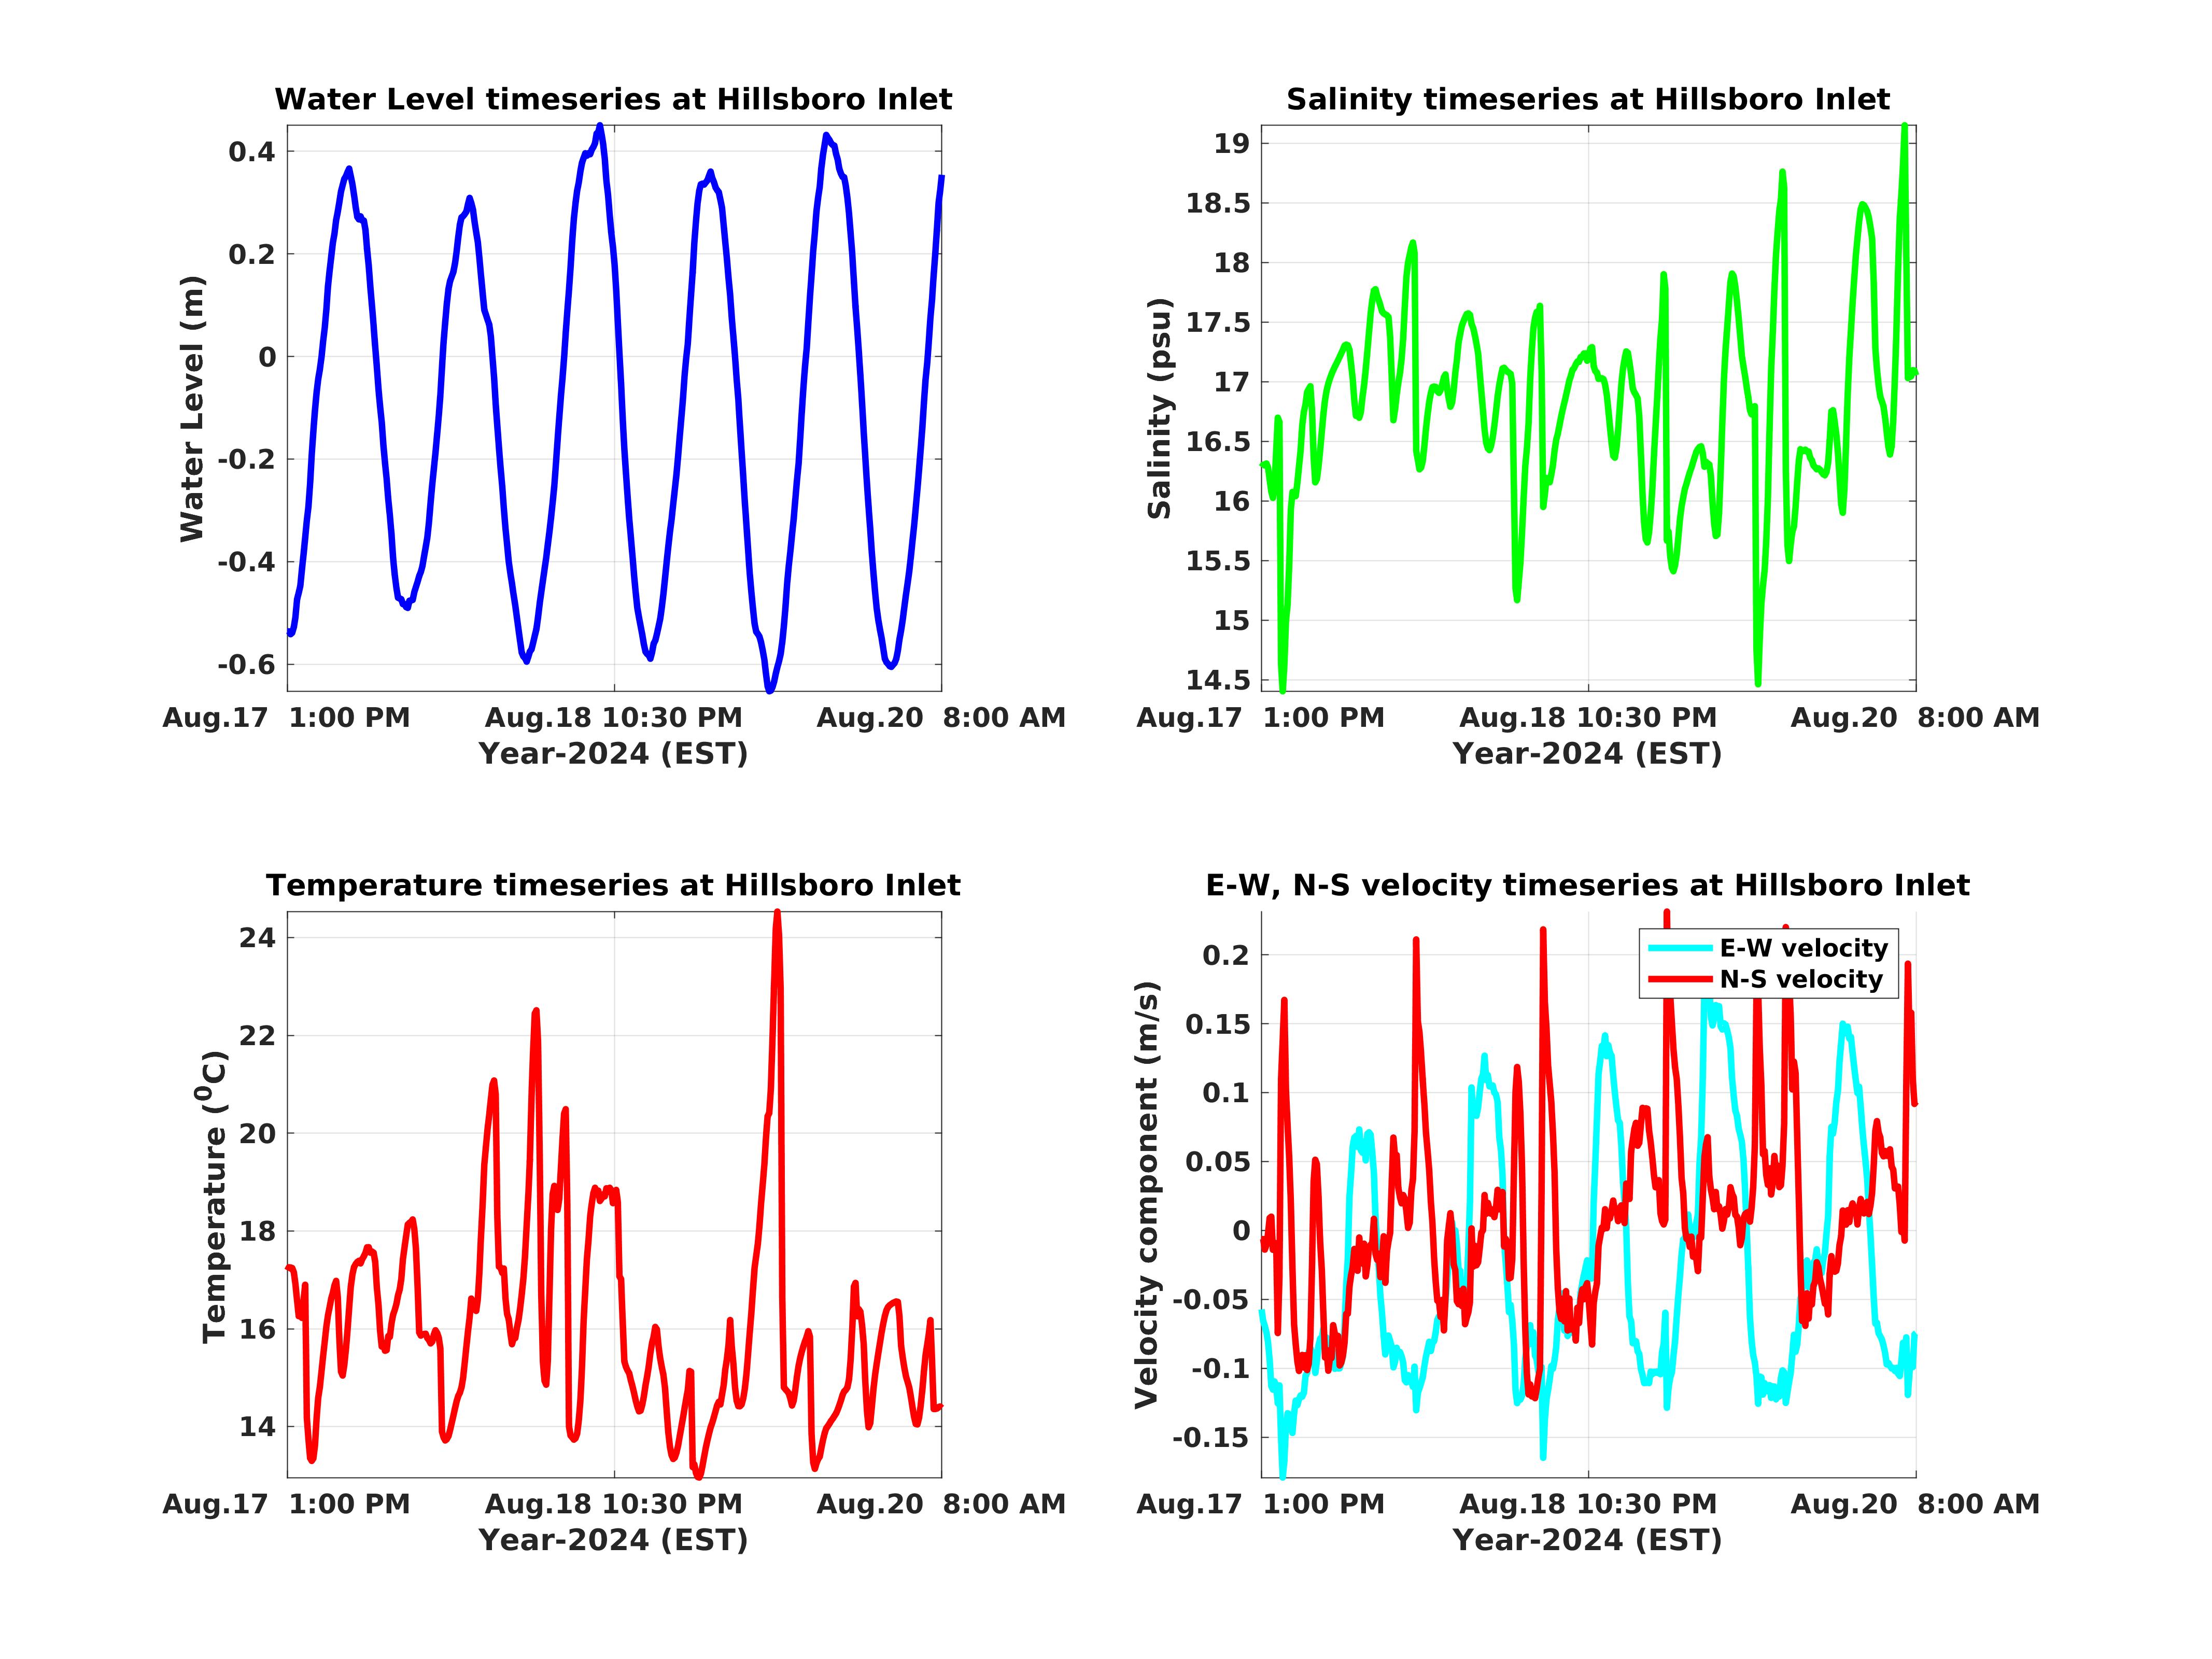 Water Level timeseries at Hillsboro Inlet
0.4
0.2
0
-0.2
-0.4
-0.6
Water Level (m)
Aug.17 1:00 PM Aug.18 10:30 PM Aug.20 8:00 AM
Year-2024 (EST)
Salinity timeseries at Hillsboro Inlet
19
18.5
18
17.5
17
16.5
16
15.5
15
14.5
Salinity (psu)
Aug.17 1:00 PM Aug.18 10:30 PM Aug.20 8:00 AM
Year-2024 (EST)
Temperature timeseries at Hillsboro Inlet
24
22
20
18
16
14
Temperature (⁰C)
Aug.17 1:00 PM Aug.18 10:30 PM Aug.20 8:00 AM
Year-2024 (EST)
E-W, N-S velocity timeseries at Hillsboro Inlet
E-W velocity
N-S velocity
0.2
0.15
0.1
0.05
0
-0.05
-0.1
-0.15
Velocity component (m/s)
Aug.17 1:00 PM Aug.18 10:30 PM Aug.20 8:00 AM
Year-2024 (EST)